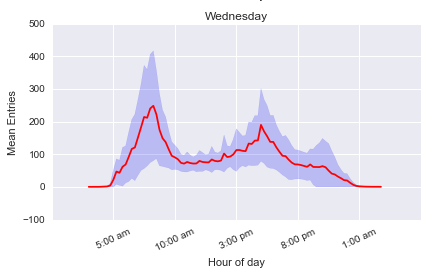 Wednesday
500
400
300
200
100
0
−100
Mean Entries
5:00 am
10:00 am
3:00 pm
8:00 pm
1:00 am
Hour of day